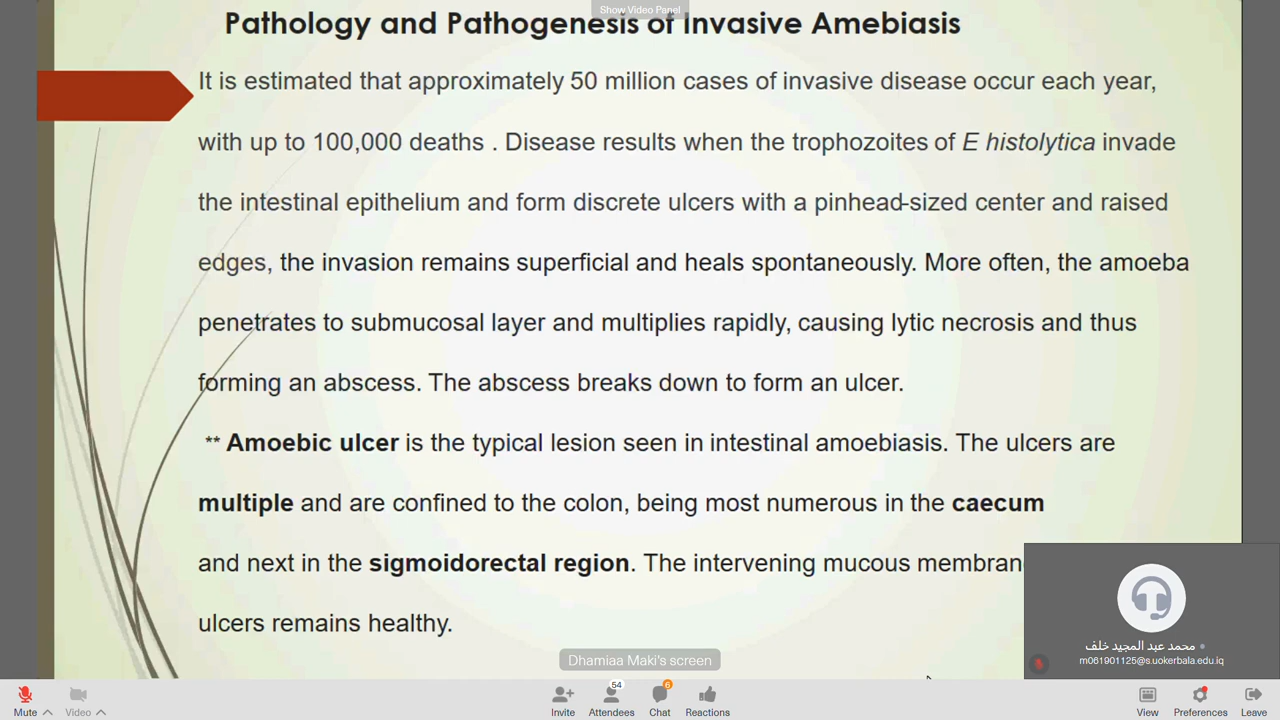 Show Video Panel
Pathology and Pathogenesis of Invasive Amebiasis
It is estimated that approximately 50 million cases of invasive disease occur each year,
with up to 100,000 deaths . Disease results when the trophozoites of E histolytica invade
the intestinal epithelium and form discrete ulcers with a pinhead-sized center and raised
edges, the invasion remains superficial and heals spontaneously. More often, the amoeba
penetrates to submucosal layer and multiplies rapidly, causing lytic necrosis and thus
forming an abscess. The abscess breaks down to form an ulcer.
** Amoebic ulcer is the typical lesion seen in intestinal amoebiasis. The ulcers are
multiple and are confined to the colon, being most numerous in the caecum
and next in the sigmoidorectal region. The intervening mucous
ulcers remains healthy.
محمد عبد المجيد خلف
m061901125@s.uokerbala.edu.iq
Dhamiaa Maki's screen
54
6
Mute
Video
Invite
Attendees
Chat
Reactions
View
Preferences
Leave